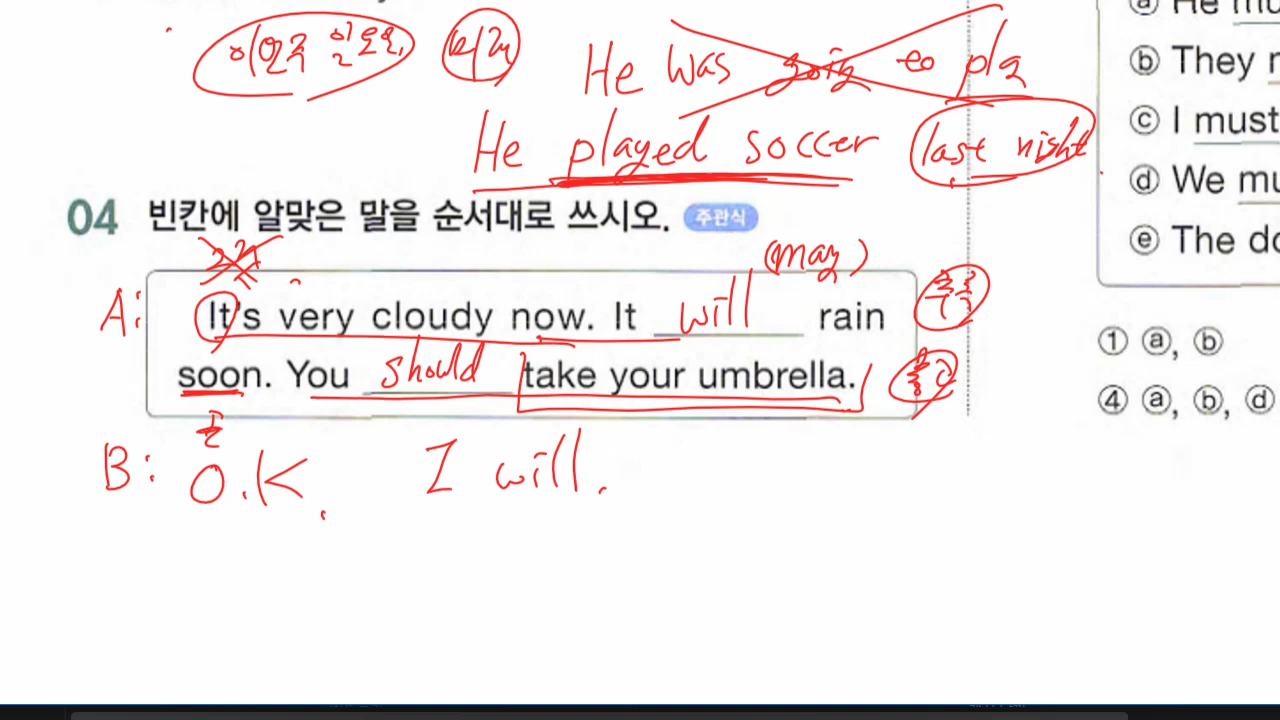 He was going to play
He played soccer last night
04 빈칸에 알맞은 말을 순서대로 쓰시오. 주관식
(may)
A: It's very cloudy now. It will rain
soon. You should take your umbrella.
B: O.K. I will.
ⓐ He mu
ⓑ They
ⓒ I must
ⓓ We mu
ⓔ The do
① ⓐ, ⓑ
④ ⓐ, ⓑ, ⓓ